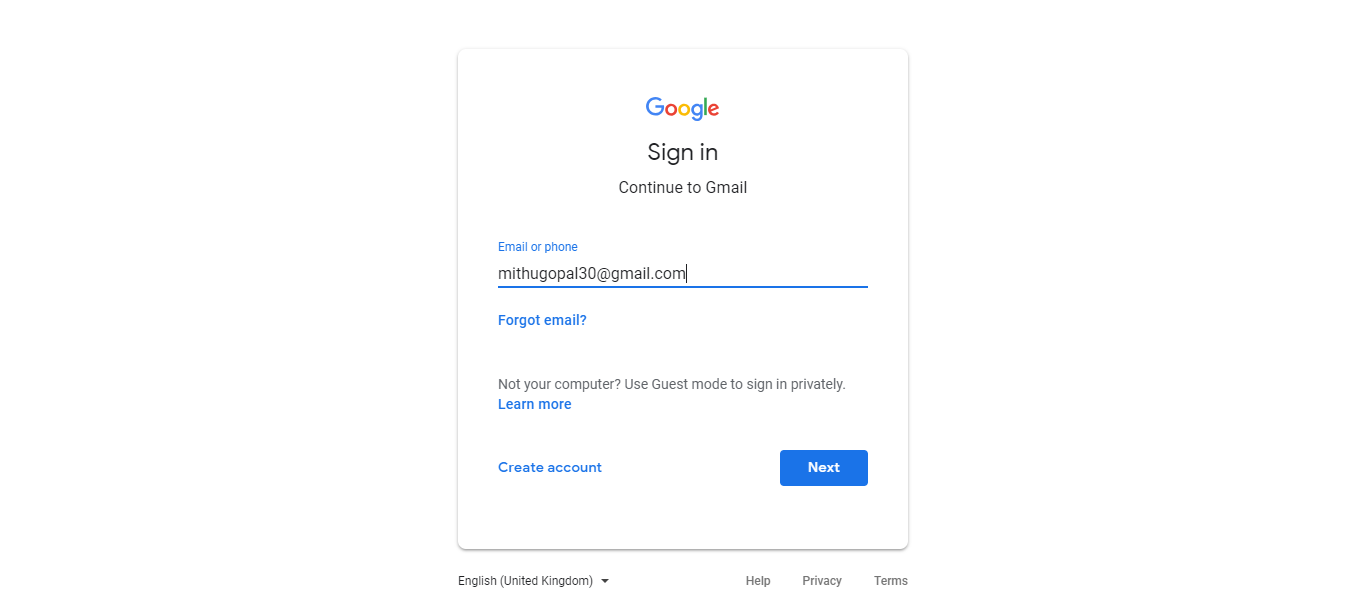 Google
Sign in
Continue to Gmail
Email or phone
mithugopal30@gmail.com
Forgot email?
Not your computer? Use Guest mode to sign in privately.
Learn more
Create account
Next
English (United Kingdom)
Help
Privacy
Terms